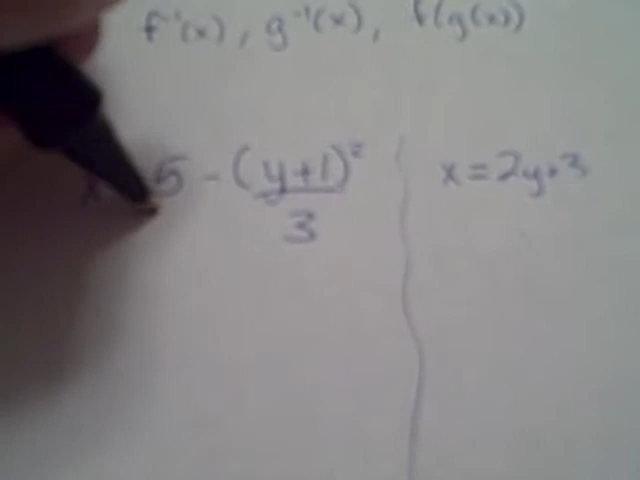 f⁻¹(x), g⁻¹(x), f(g(x))
x = 5 - (y+1)² / 3
x = 2y+3